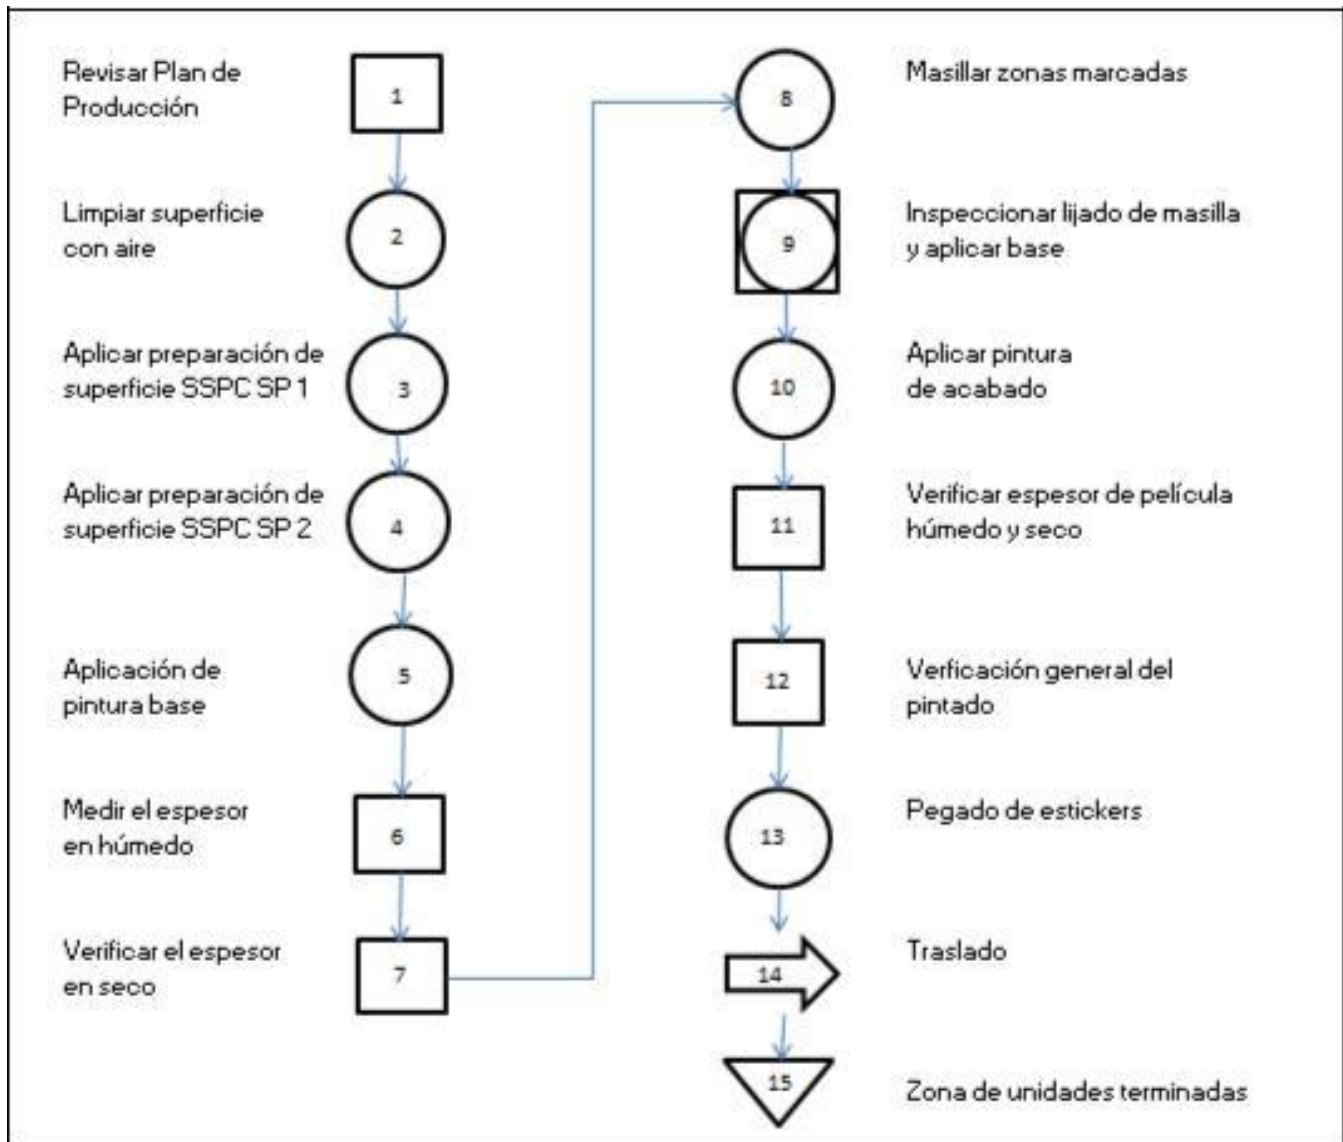 Revisar Plan de
Producción
1
Limpiar superficie
con aire
2
Aplicar preparación de
superficie SSPC SP 1
3
Aplicar preparación de
superficie SSPC SP 2
4
Aplicación de
pintura base
5
Medir el espesor
en húmedo
6
Verificar el espesor
en seco
7
8
Masillar zonas marcadas
9
Inspeccionar lijado de masilla
y aplicar base
10
Aplicar pintura
de acabado
11
Verificar espesor de película
húmedo y seco
12
Verficación general del
pintado
13
Pegado de estickers
14
Traslado
15
Zona de unidades terminadas